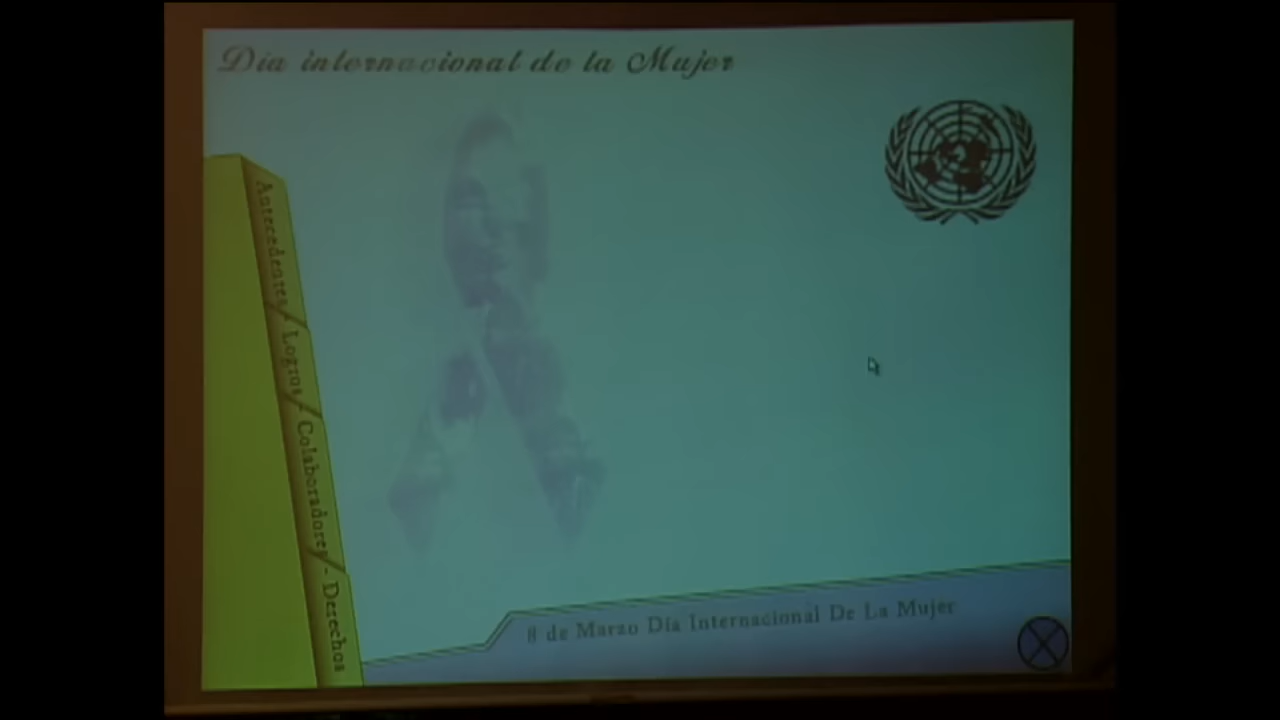 Día internacional de la Mujer
Antecedentes - Logros - Colaboradores - Derechos
8 de Marzo Día Internacional De La Mujer